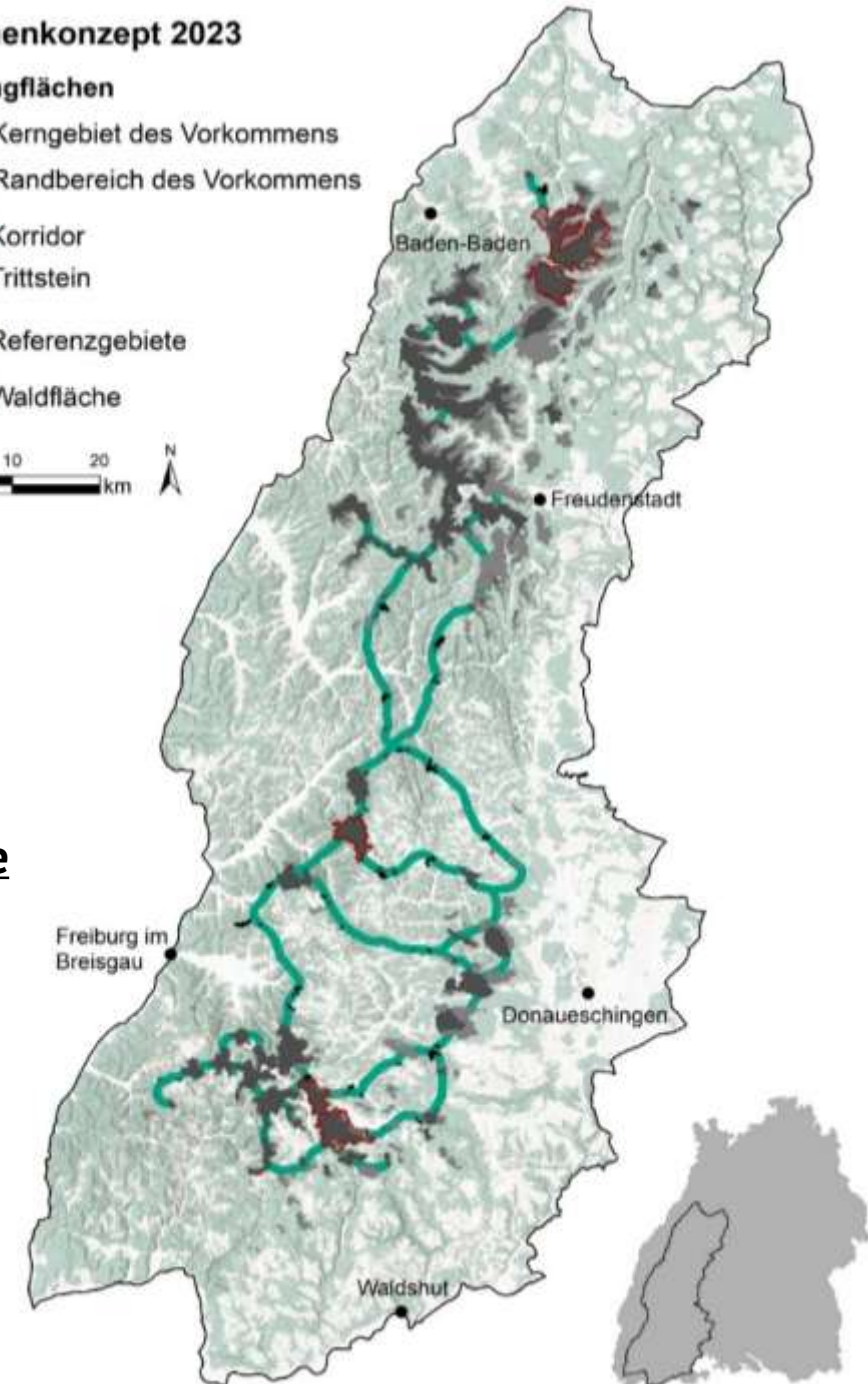 enkonzept 2023
gflächen
Kerngebiet des Vorkommens
Randbereich des Vorkommens
Korridor
Trittstein
Referenzgebiete
Waldfläche
10 20
km
N
Baden-Baden
Freudenstadt
e
Freiburg im
Breisgau
Donaueschingen
Waldshut